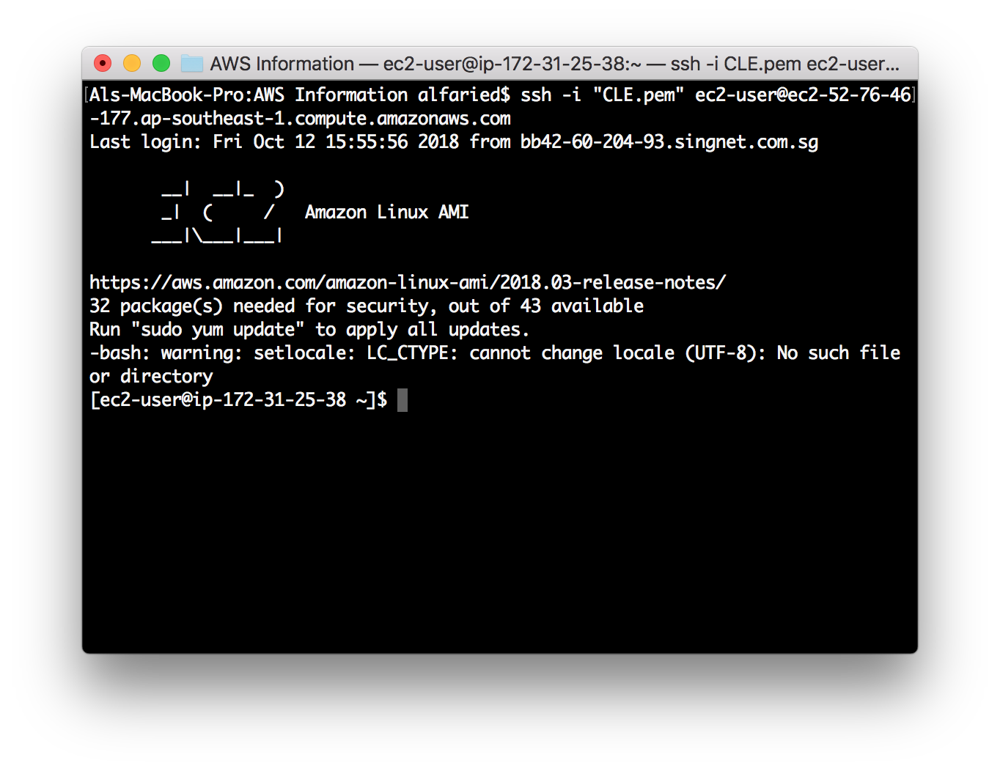 AWS Information — ec2-user@ip-172-31-25-38:~ — ssh -i CLE.pem ec2-user...
[Als-MacBook-Pro:AWS Information alfaried$ ssh -i "CLE.pem" ec2-user@ec2-52-76-46]
-177.ap-southeast-1.compute.amazonaws.com
Last login: Fri Oct 12 15:55:56 2018 from bb42-60-204-93.singnet.com.sg
       __|  __|_  )
       _|  (     /   Amazon Linux AMI
      ___|\___|___|
https://aws.amazon.com/amazon-linux-ami/2018.03-release-notes/
32 package(s) needed for security, out of 43 available
Run "sudo yum update" to apply all updates.
-bash: warning: setlocale: LC_CTYPE: cannot change locale (UTF-8): No such file
or directory
[ec2-user@ip-172-31-25-38 ~]$